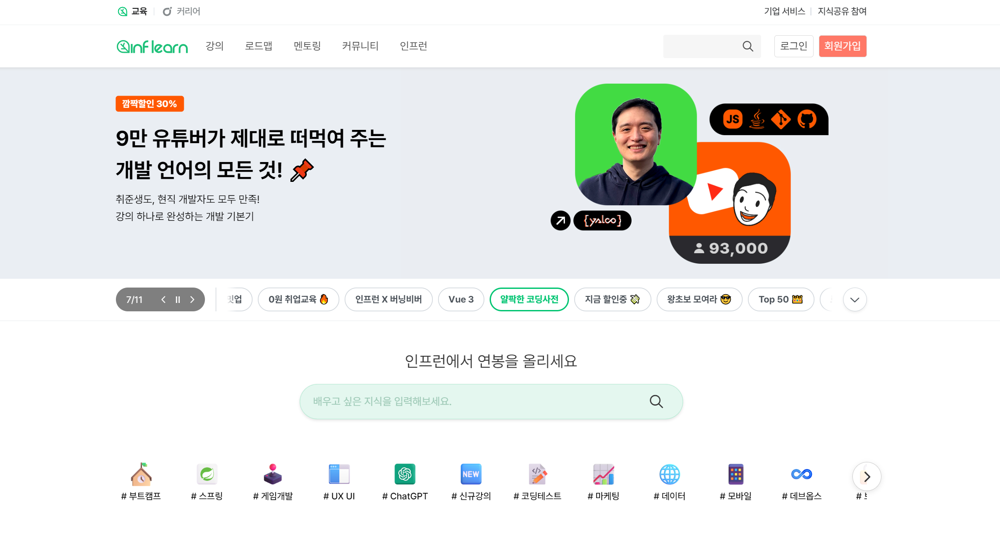 교육
커리어
기업 서비스
지식공유 참여
inflearn
강의
로드맵
멘토링
커뮤니티
인프런
로그인
회원가입
깜짝할인 30%
9만 유튜버가 제대로 떠먹여 주는
개발 언어의 모든 것!
취준생도, 현직 개발자도 모두 만족!
강의 하나로 완성하는 개발 기본기
JS
{yalco}
93,000
7/11
밋업
0원 취업교육
인프런 X 버닝비버
Vue 3
얄팍한 코딩사전
지금 할인중
왕초보 모여라
Top 50
인프런에서 연봉을 올리세요
배우고 싶은 지식을 입력해보세요.
NEW
</>
# 부트캠프
# 스프링
# 게임개발
# UX UI
# ChatGPT
# 신규강의
# 코딩테스트
# 마케팅
# 데이터
# 모바일
# 데브옵스
#